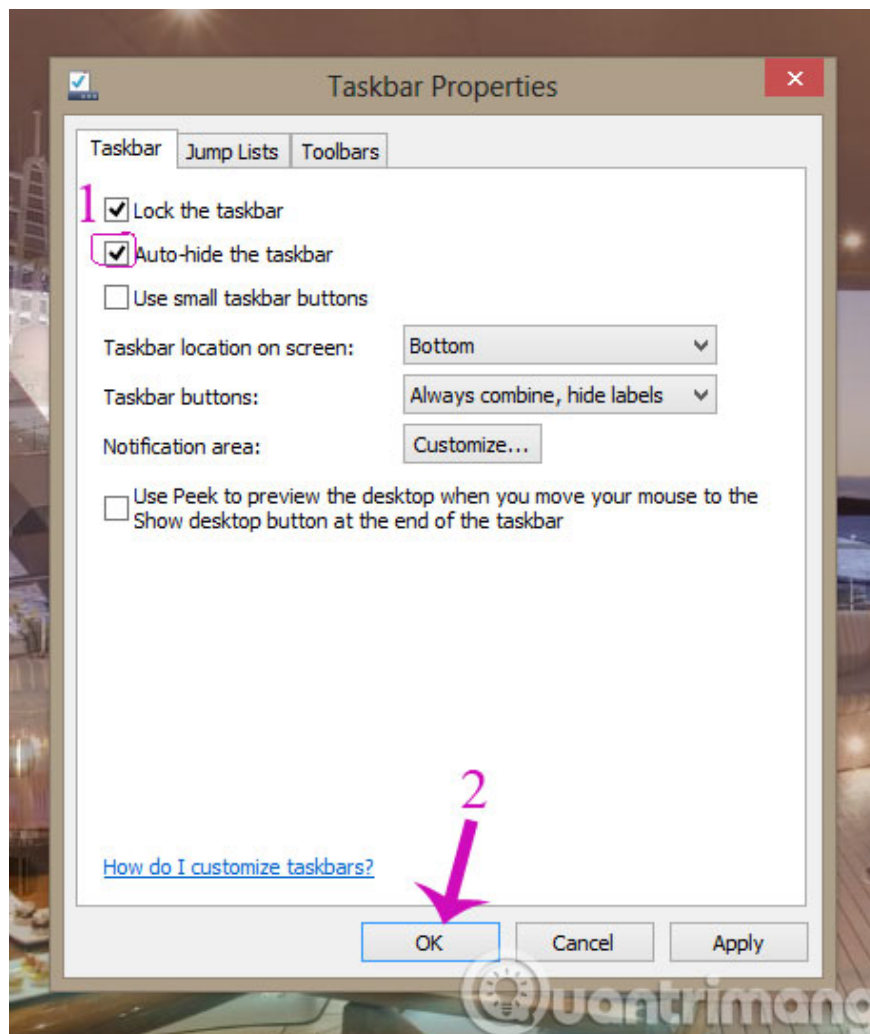 Taskbar Properties
Taskbar Jump Lists Toolbars
1
Lock the taskbar
Auto-hide the taskbar
Use small taskbar buttons
Taskbar location on screen: Bottom
Taskbar buttons: Always combine, hide labels
Notification area: Customize...
Use Peek to preview the desktop when you move your mouse to the
Show desktop button at the end of the taskbar
2
How do I customize taskbars?
OK Cancel Apply
Quantrimang